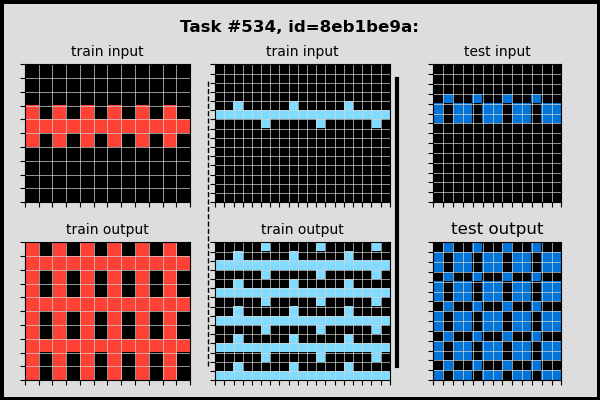 Task #534, id=8eb1be9a:
train input
train input
test input
train output
train output
test output